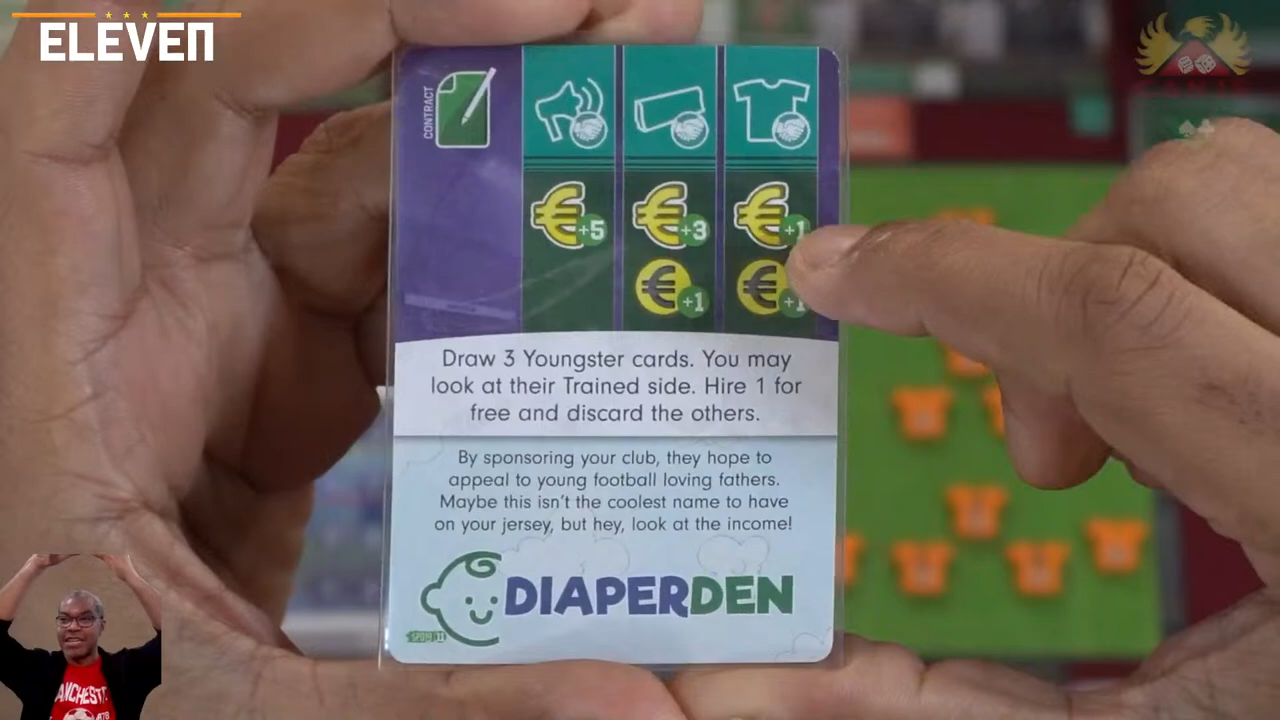 ELEVEN
CONTRACT
€+5
€+3
€+1
€+1
€+1
Draw 3 Youngster cards. You may
look at their Trained side. Hire 1 for
free and discard the others.
By sponsoring your club, they hope to
appeal to young football loving fathers.
Maybe this isn't the coolest name to have
on your jersey, but hey, look at the income!
DIAPERDEN
SP019